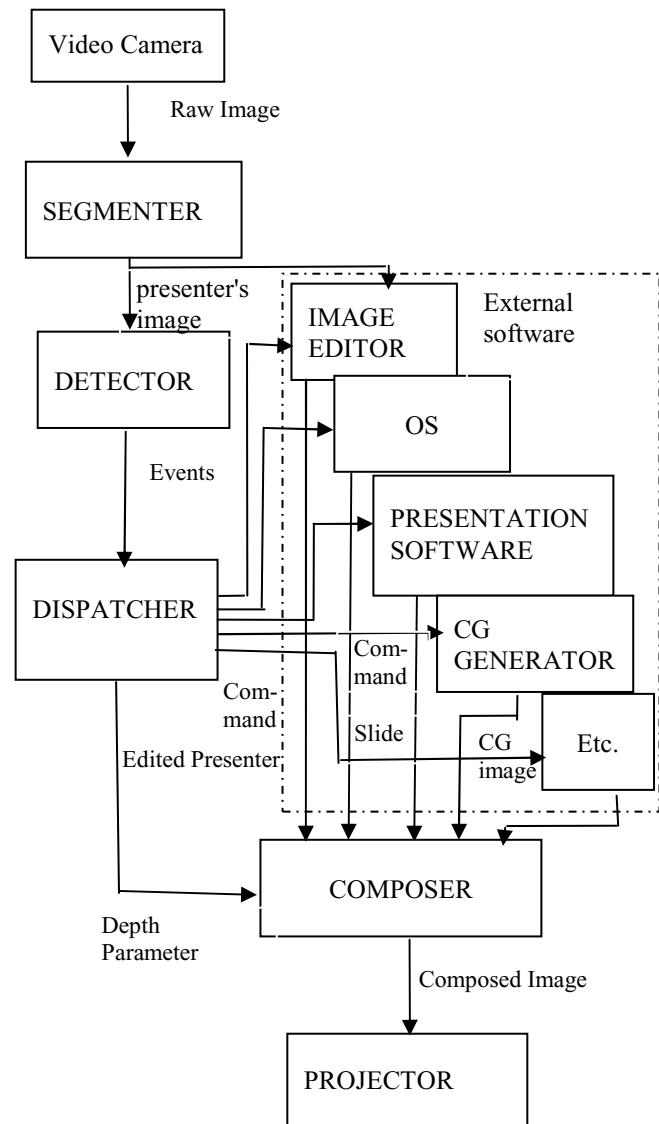 Video Camera
Raw Image
SEGMENTER
presenter's
image
External
software
IMAGE
EDITOR
DETECTOR
OS
Events
PRESENTATION
SOFTWARE
DISPATCHER
CG
GENERATOR
Com-
mand
Com-
mand
Slide
Edited Presenter
CG
image
Etc.
COMPOSER
Depth
Parameter
Composed Image
PROJECTOR